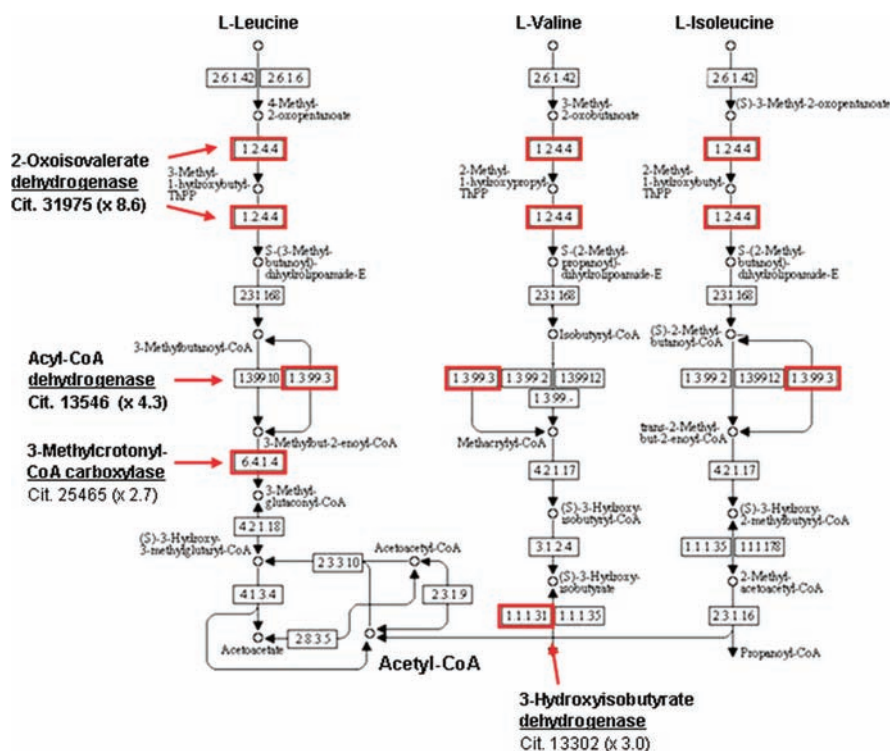 L-Leucine
L-Valine
L-Isoleucine
2.6.1.42
2.6.1.6
2.6.1.42
2.6.1.42
4-Methyl-
2-oxopentanoate
3-Methyl-
2-oxobutanoate
(S)-3-Methyl-2-oxopentanoate
2-Oxoisovalerate
dehydrogenase
Cit. 31975 (x 8.6)
1.2.4.4
1.2.4.4
1.2.4.4
3-Methyl-
1-hydroxybutyl-
ThPP
2-Methyl-
1-hydroxypropyl-
ThPP
2-Methyl-
1-hydroxybutyl-
ThPP
1.2.4.4
1.2.4.4
1.2.4.4
S-(3-Methyl-
butanoyl)-
dihydrolipoamide-E
S-(2-Methyl-
propanoyl)-
dihydrolipoamide-E
S-(2-Methyl-
butanoyl)-
dihydrolipoamide-E
2.3.1.168
2.3.1.168
2.3.1.168
3-Methylbutanoyl-CoA
Isobutyryl-CoA
(S)-2-Methyl-
butanoyl-CoA
Acyl-CoA
dehydrogenase
Cit. 13546 (x 4.3)
1.3.99.10
1.3.99.3
1.3.99.3
1.3.99.2
1.3.99.12
1.3.99.-
1.3.99.2
1.3.99.12
1.3.99.3
3-Methylbut-2-enoyl-CoA
Methacrylyl-CoA
trans-2-Methyl-
but-2-enoyl-CoA
3-Methylcrotonyl-
CoA carboxylase
Cit. 25465 (x 2.7)
6.4.1.4
4.2.1.17
4.2.1.17
3-Methyl-
glutaconyl-CoA
(S)-3-Hydroxy-
isobutyryl-CoA
(S)-3-Hydroxy-
2-methylbutyryl-CoA
4.2.1.18
(S)-3-Hydroxy-
3-methylglutaryl-CoA
Acetoacetyl-CoA
3.1.2.4
1.1.1.35
1.1.1.178
2.3.3.10
(S)-3-Hydroxy-
isobutyrate
2-Methyl-
acetoacetyl-CoA
4.1.3.4
2.3.1.9
1.1.1.31
1.1.1.35
2.3.1.16
2.8.3.5
Acetoacetate
Acetyl-CoA
Propanoyl-CoA
3-Hydroxyisobutyrate
dehydrogenase
Cit. 13302 (x 3.0)